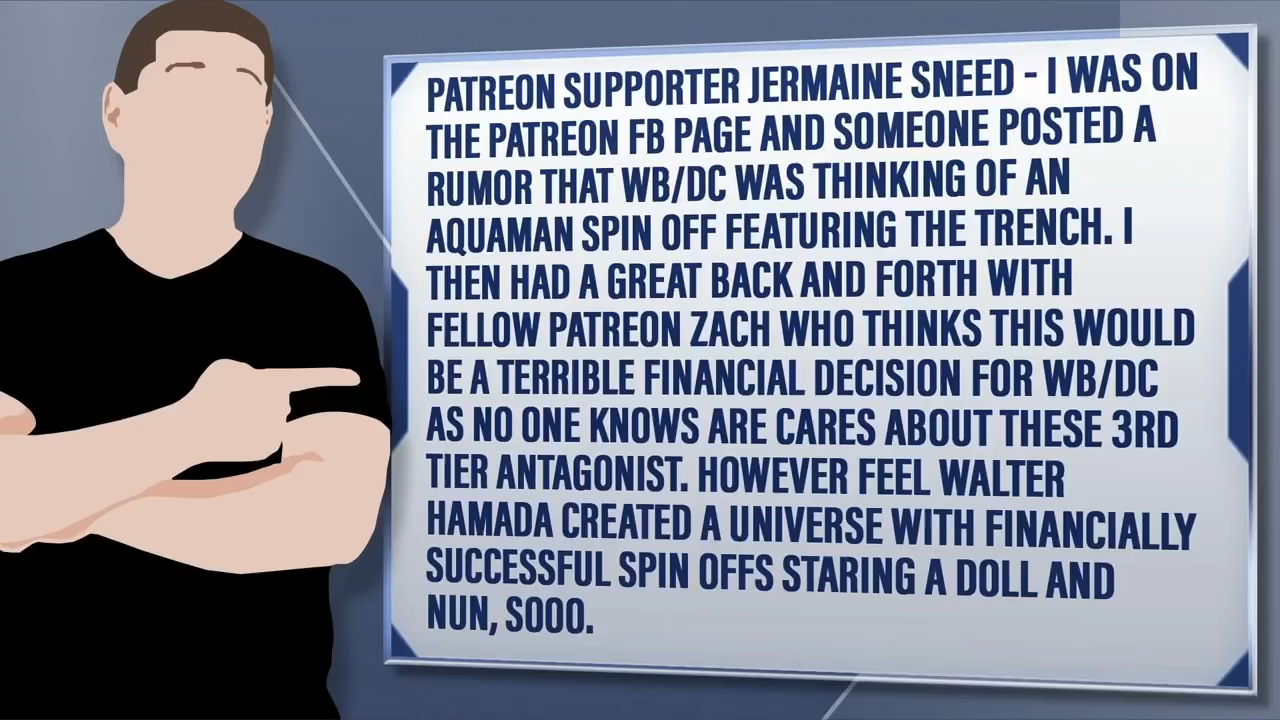 PATREON SUPPORTER JERMAINE SNEED - I WAS ON
THE PATREON FB PAGE AND SOMEONE POSTED A
RUMOR THAT WB/DC WAS THINKING OF AN
AQUAMAN SPIN OFF FEATURING THE TRENCH. I
THEN HAD A GREAT BACK AND FORTH WITH
FELLOW PATREON ZACH WHO THINKS THIS WOULD
BE A TERRIBLE FINANCIAL DECISION FOR WB/DC
AS NO ONE KNOWS ARE CARES ABOUT THESE 3RD
TIER ANTAGONIST. HOWEVER FEEL WALTER
HAMADA CREATED A UNIVERSE WITH FINANCIALLY
SUCCESSFUL SPIN OFFS STARING A DOLL AND
NUN, SOOO.